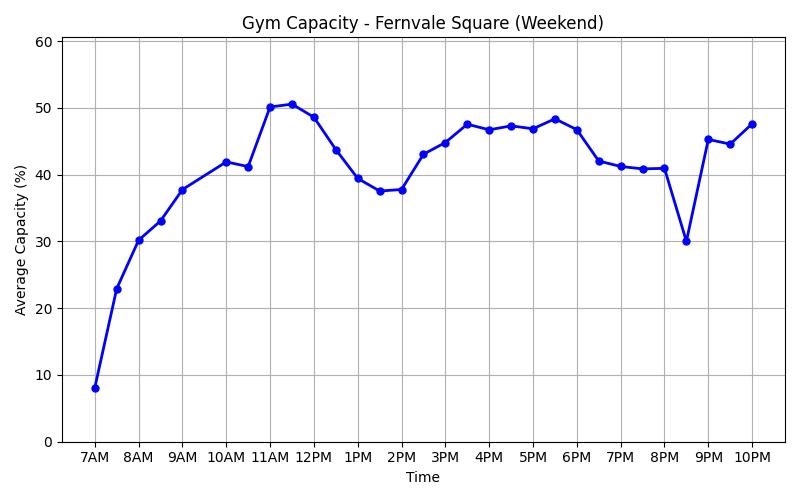 Gym Capacity - Fernvale Square (Weekend)
60
50
40
30
20
10
0
Average Capacity (%)
7AM 8AM 9AM 10AM 11AM 12PM 1PM 2PM 3PM 4PM 5PM 6PM 7PM 8PM 9PM 10PM
Time